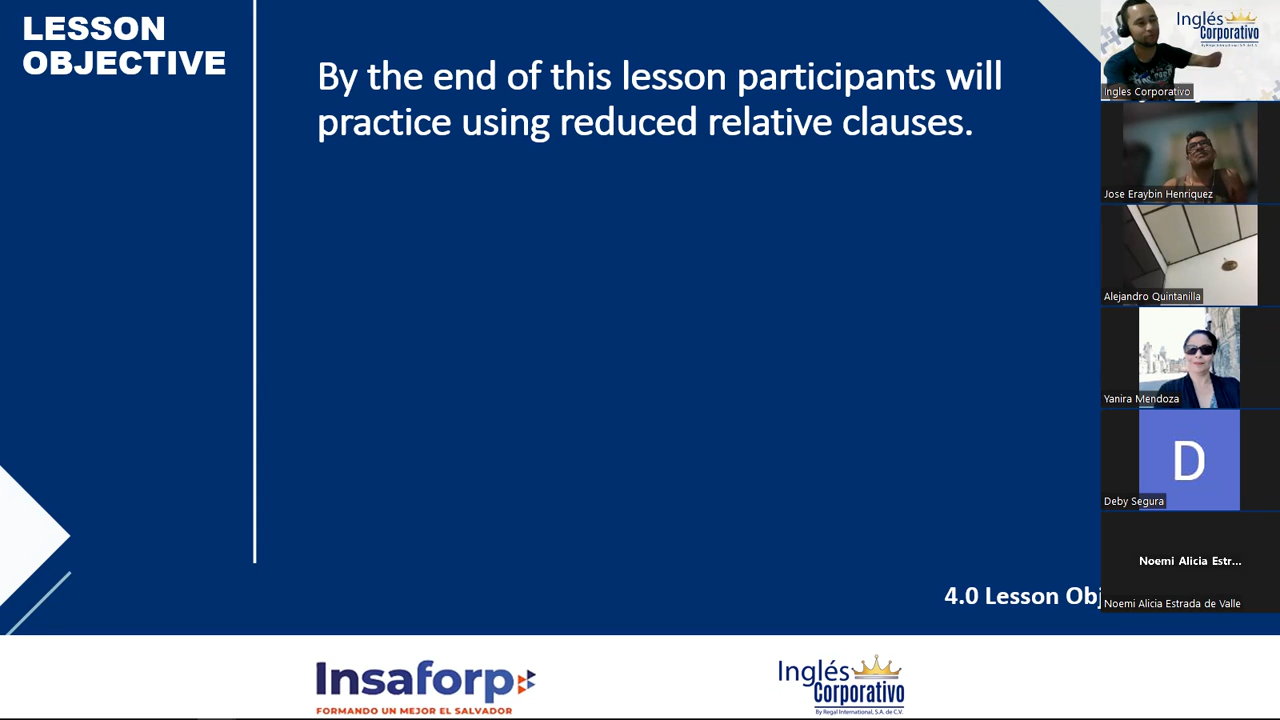 LESSON
OBJECTIVE
By the end of this lesson participants will
practice using reduced relative clauses.
4.0 Lesson Obj
Insaforp
FORMANDO UN MEJOR EL SALVADOR
Inglés
Corporativo
By Regal International, S.A. de C.V.
Inglés
Corporativo
Ingles Corporativo
Jose Eraybin Henriquez
Alejandro Quintanilla
Yanira Mendoza
D
Deby Segura
Noemi Alicia Estr...
Noemi Alicia Estrada de Valle